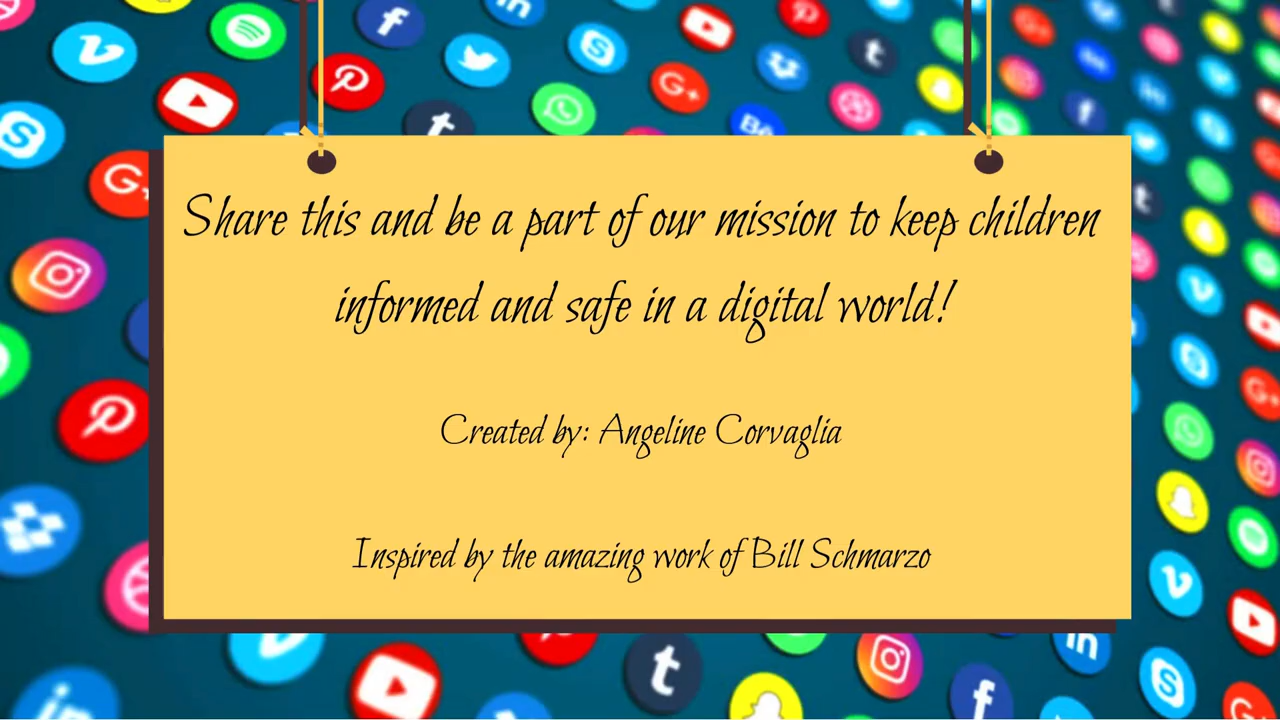 Share this and be a part of our mission to keep children
informed and safe in a digital world!
Created by: Angeline Corvaglia
Inspired by the amazing work of Bill Schmarzo